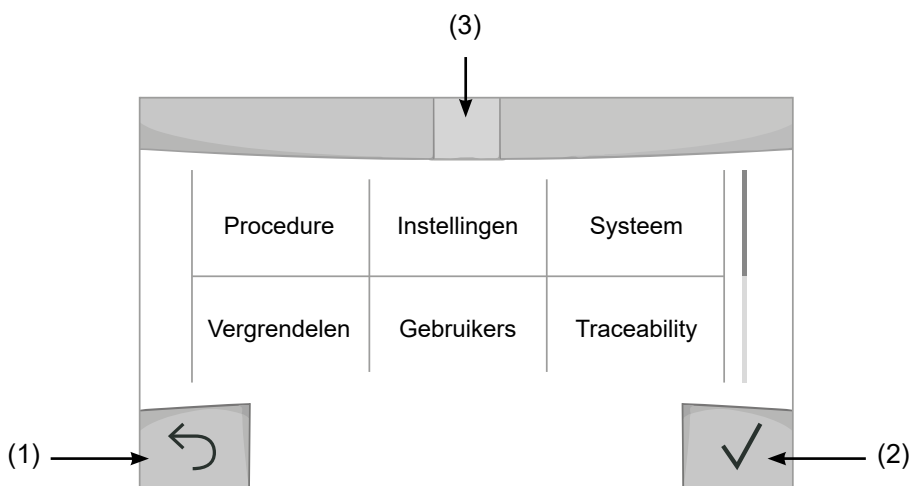 (3)
Procedure Instellingen Systeem
Vergrendelen Gebruikers Traceability
(1) (2)